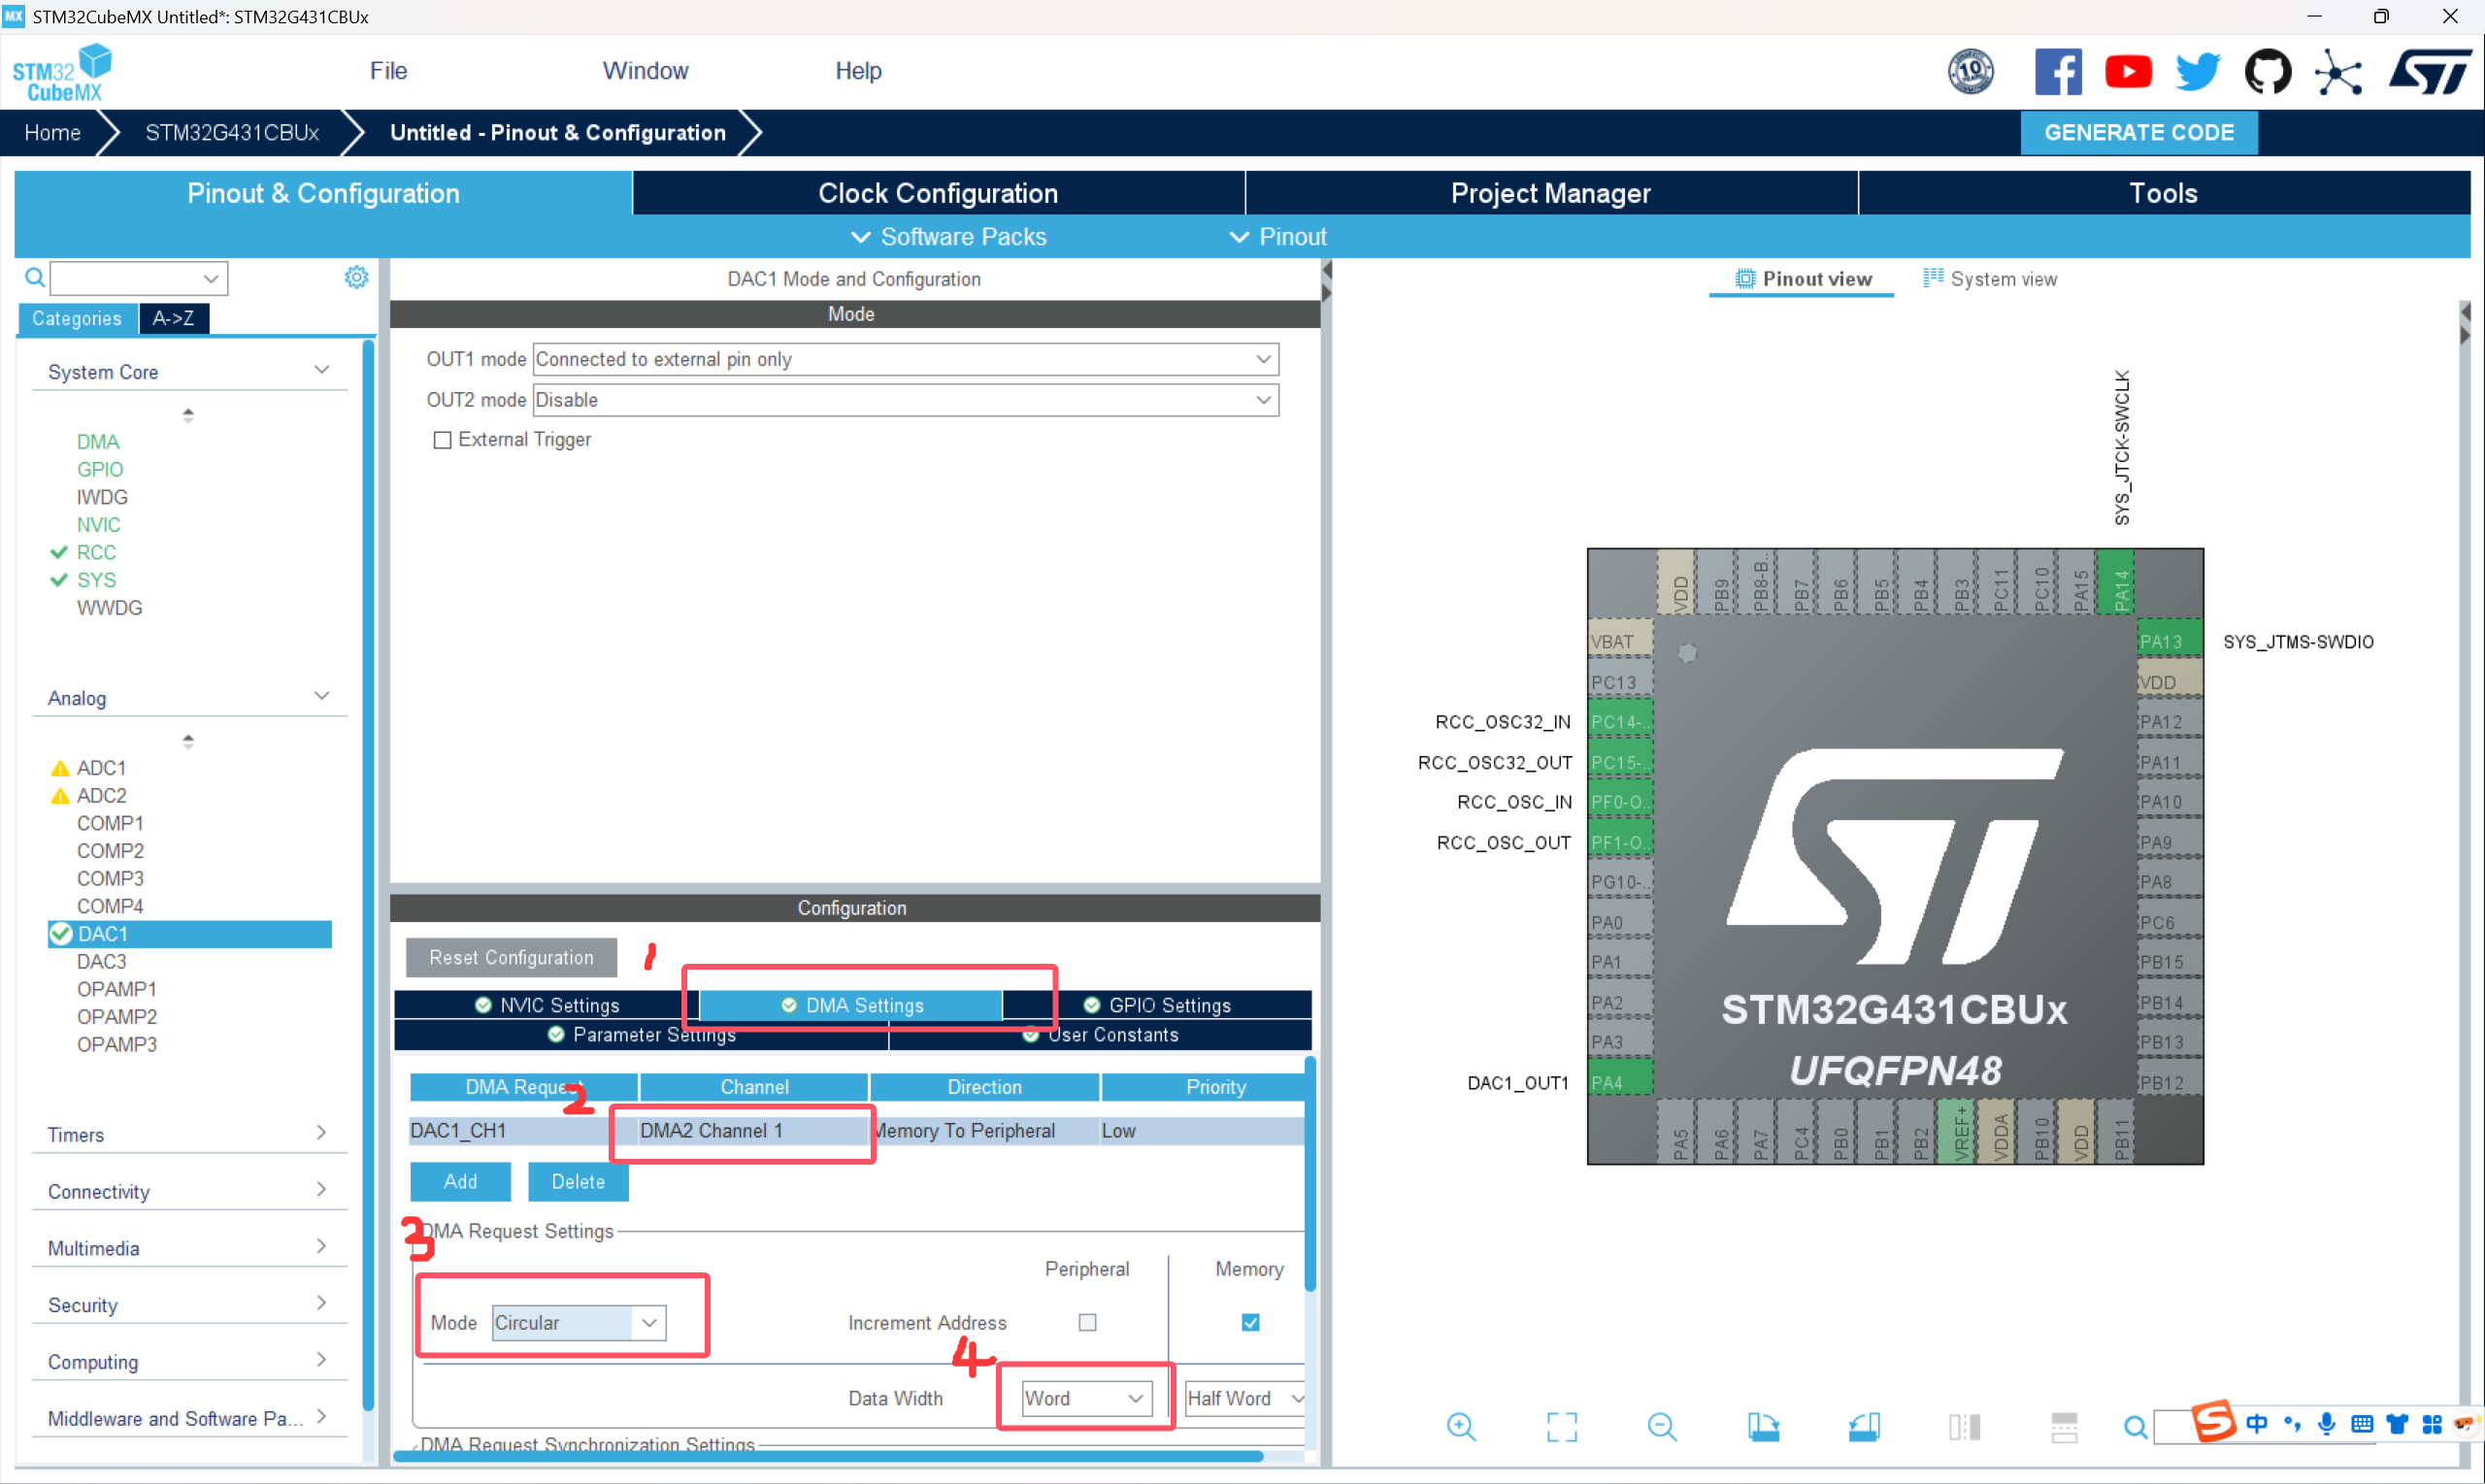 MX STM32CubeMX Untitled*: STM32G431CBUx
STM32 CubeMX
File
Window
Help
10
ST
Home
STM32G431CBUx
Untitled - Pinout & Configuration
GENERATE CODE
Pinout & Configuration
Clock Configuration
Project Manager
Tools
Software Packs
Pinout
Categories
A->Z
System Core
DMA
GPIO
IWDG
NVIC
RCC
SYS
WWDG
Analog
ADC1
ADC2
COMP1
COMP2
COMP3
COMP4
DAC1
DAC3
OPAMP1
OPAMP2
OPAMP3
Timers
Connectivity
Multimedia
Security
Computing
Middleware and Software Pa...
DAC1 Mode and Configuration
Mode
OUT1 mode Connected to external pin only
OUT2 mode Disable
External Trigger
Configuration
Reset Configuration
1
NVIC Settings
DMA Settings
GPIO Settings
Parameter Settings
User Constants
DMA Request
Channel
Direction
Priority
2
DAC1_CH1
DMA2 Channel 1
Memory To Peripheral
Low
Add
Delete
3
DMA Request Settings
Peripheral
Memory
Mode Circular
Increment Address
4
Data Width
Word
Half Word
DMA Request Synchronization Settings
Pinout view
System view
SYS_JTCK-SWCLK
VDD
PB9
PB8-B..
PB7
PB6
PB5
PB4
PB3
PC11
PC10
PA15
PA14
VBAT
PC13
RCC_OSC32_IN PC14-..
RCC_OSC32_OUT PC15-..
RCC_OSC_IN PF0-O..
RCC_OSC_OUT PF1-O..
PG10-..
PA0
PA1
PA2
PA3
DAC1_OUT1 PA4
PA13 SYS_JTMS-SWDIO
VDD
PA12
PA11
PA10
PA9
PA8
PC6
PB15
PB14
PB13
PB12
ST
STM32G431CBUx
UFQFPN48
PA5
PA6
PA7
PC4
PB0
PB1
PB2
VREF+
VDDA
PB10
VDD
PB11
S 中